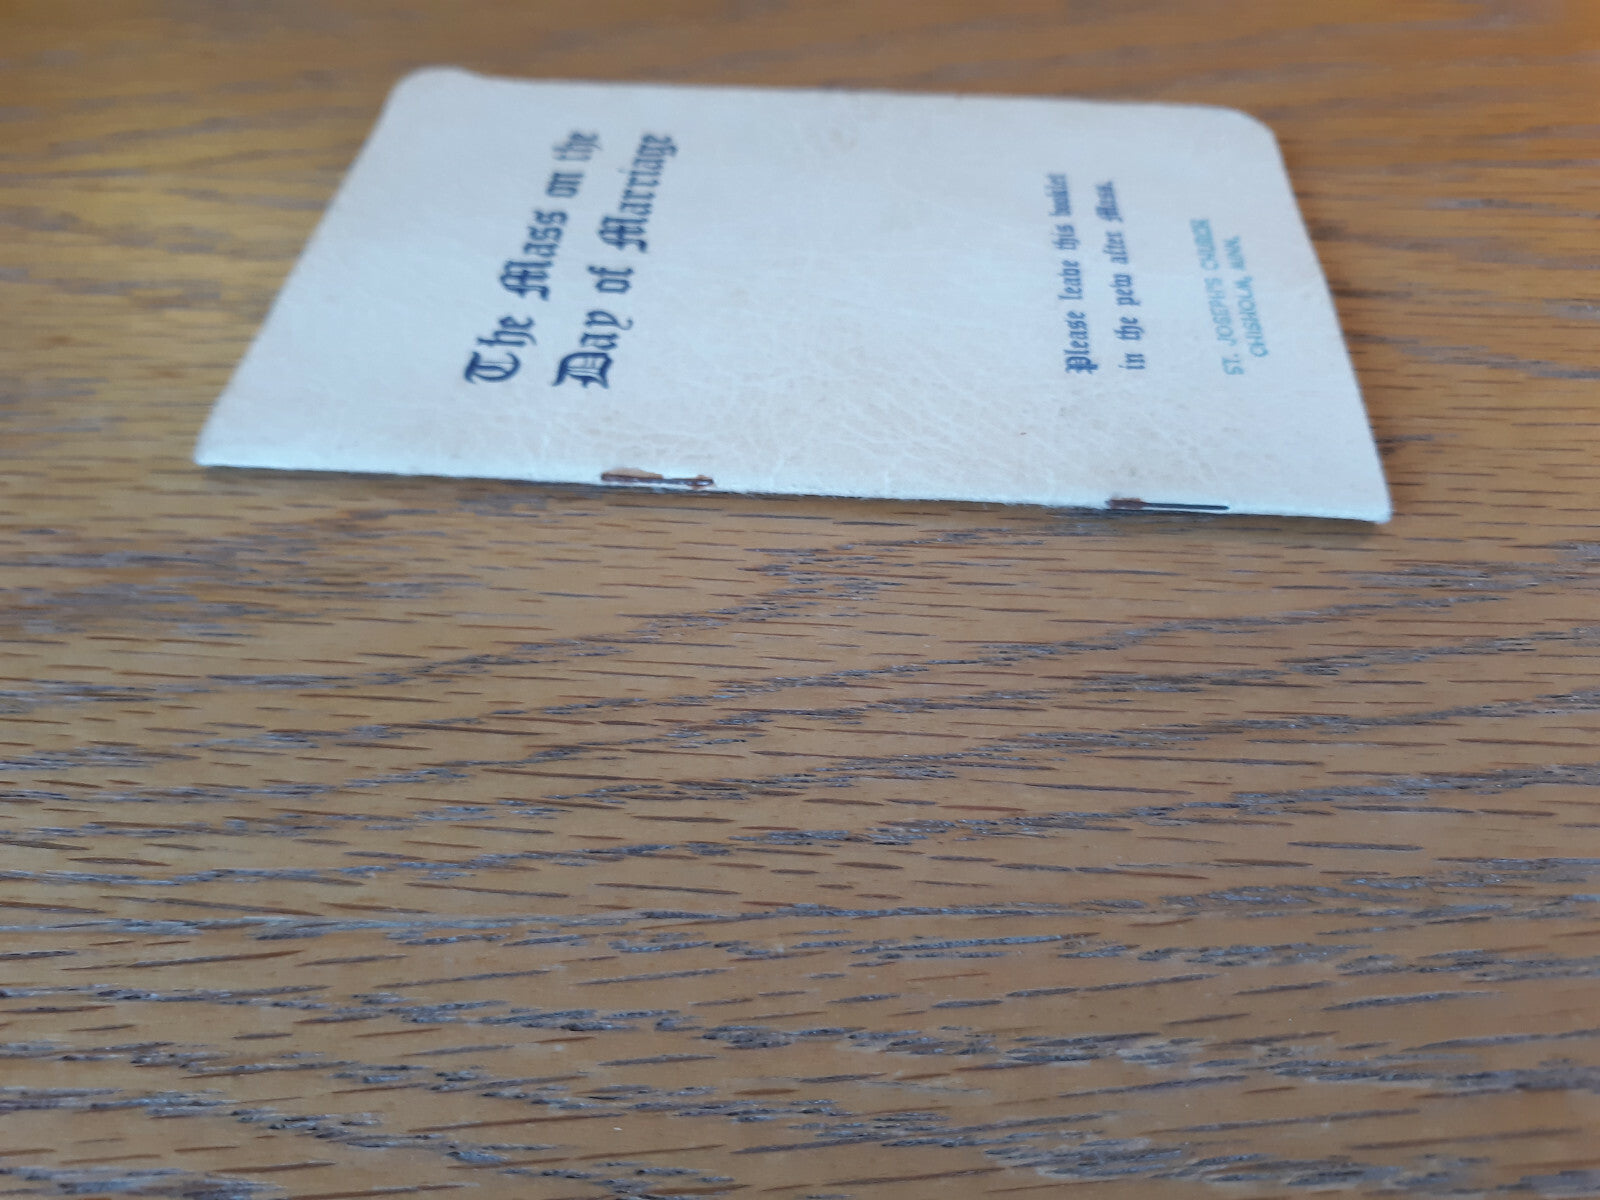 The Mass on the
Day of Marriage
Please leave this booklet
in the pew after Mass.
ST. JOSEPH'S CHURCH
CHISHOLM, MINN.